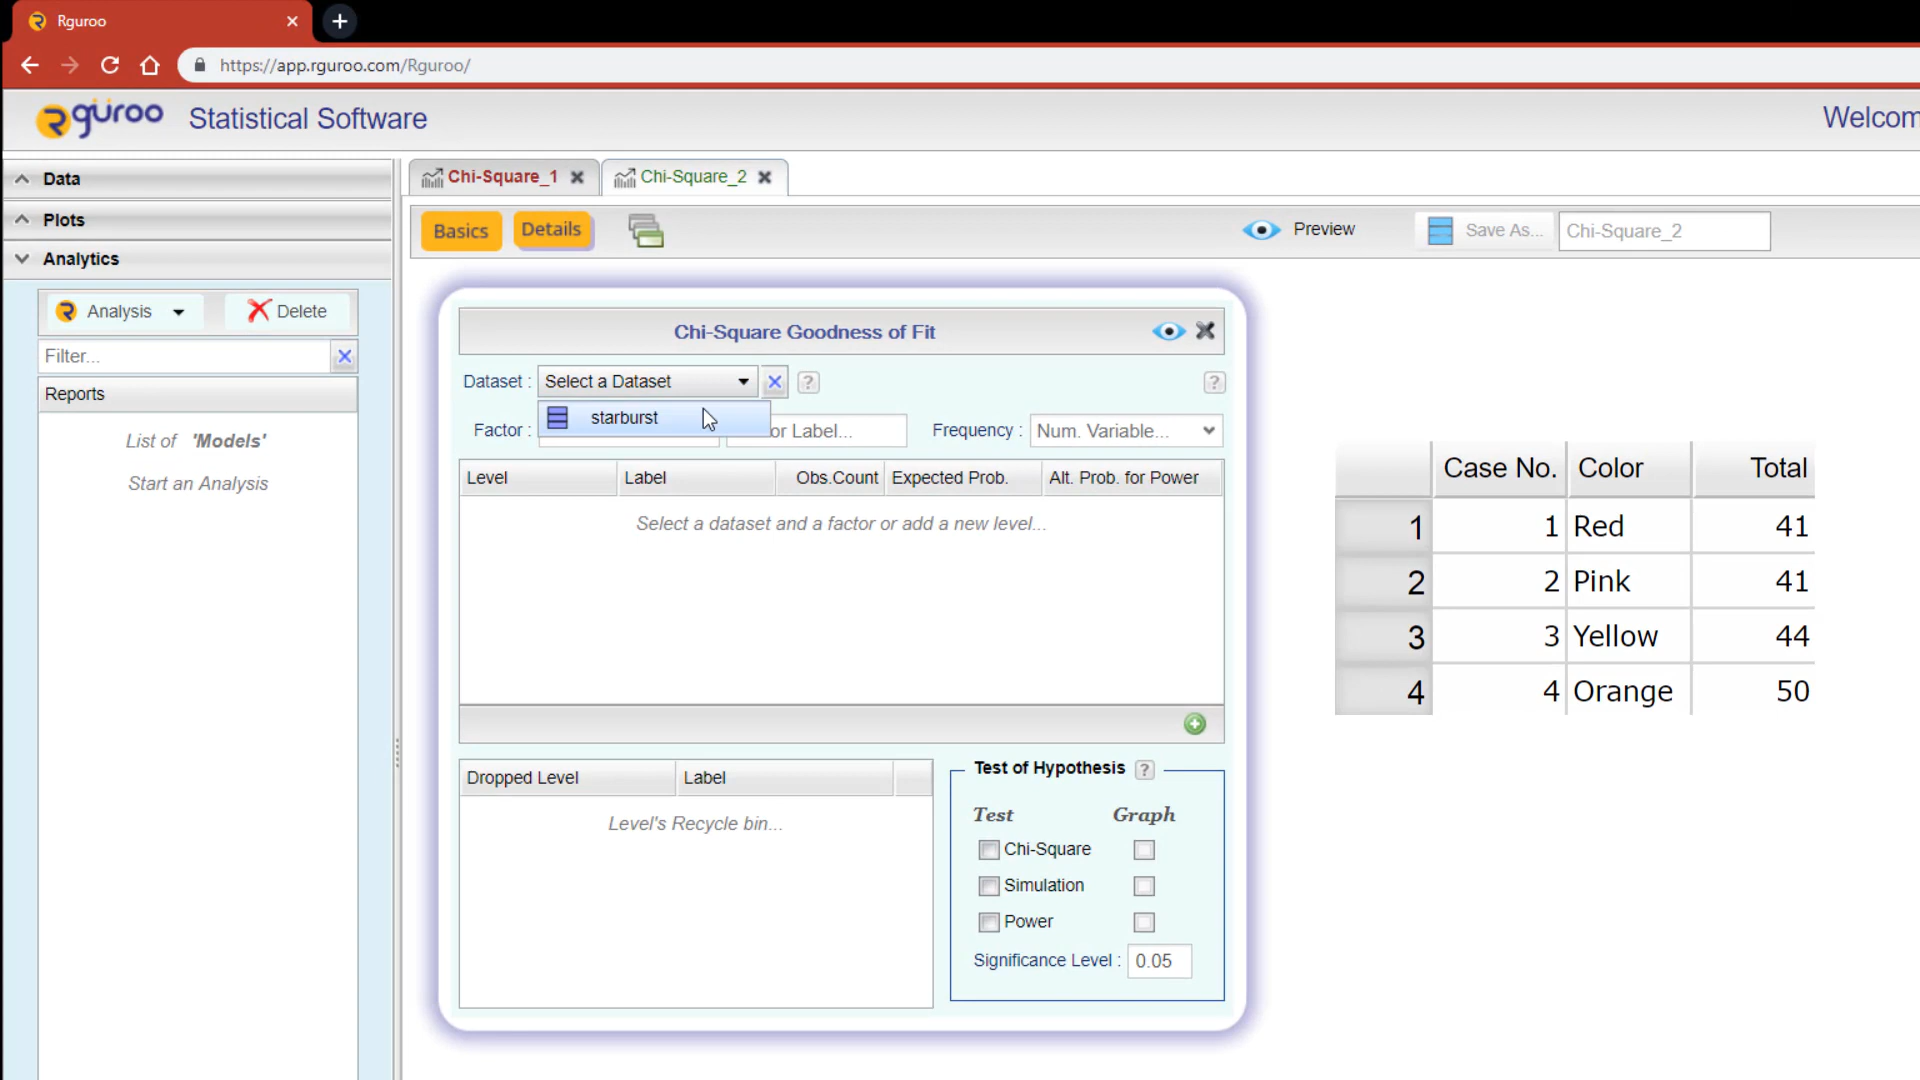 Rguroo
https://app.rguroo.com/Rguroo/
rguroo Statistical Software
Welcom
Data
Plots
Analytics
Analysis
Delete
Filter...
Reports
List of 'Models'
Start an Analysis
Chi-Square_1
Chi-Square_2
Basics
Details
Preview
Save As...
Chi-Square_2
Chi-Square Goodness of Fit
Dataset : Select a Dataset ?
?
starburst
Factor : or Label... Frequency : Num. Variable...
Level Label Obs.Count Expected Prob. Alt. Prob. for Power
Select a dataset and a factor or add a new level...
Dropped Level Label
Level's Recycle bin...
Test of Hypothesis ?
Test Graph
Chi-Square
Simulation
Power
Significance Level : 0.05
Case No. Color Total
1 1 Red 41
2 2 Pink 41
3 3 Yellow 44
4 4 Orange 50